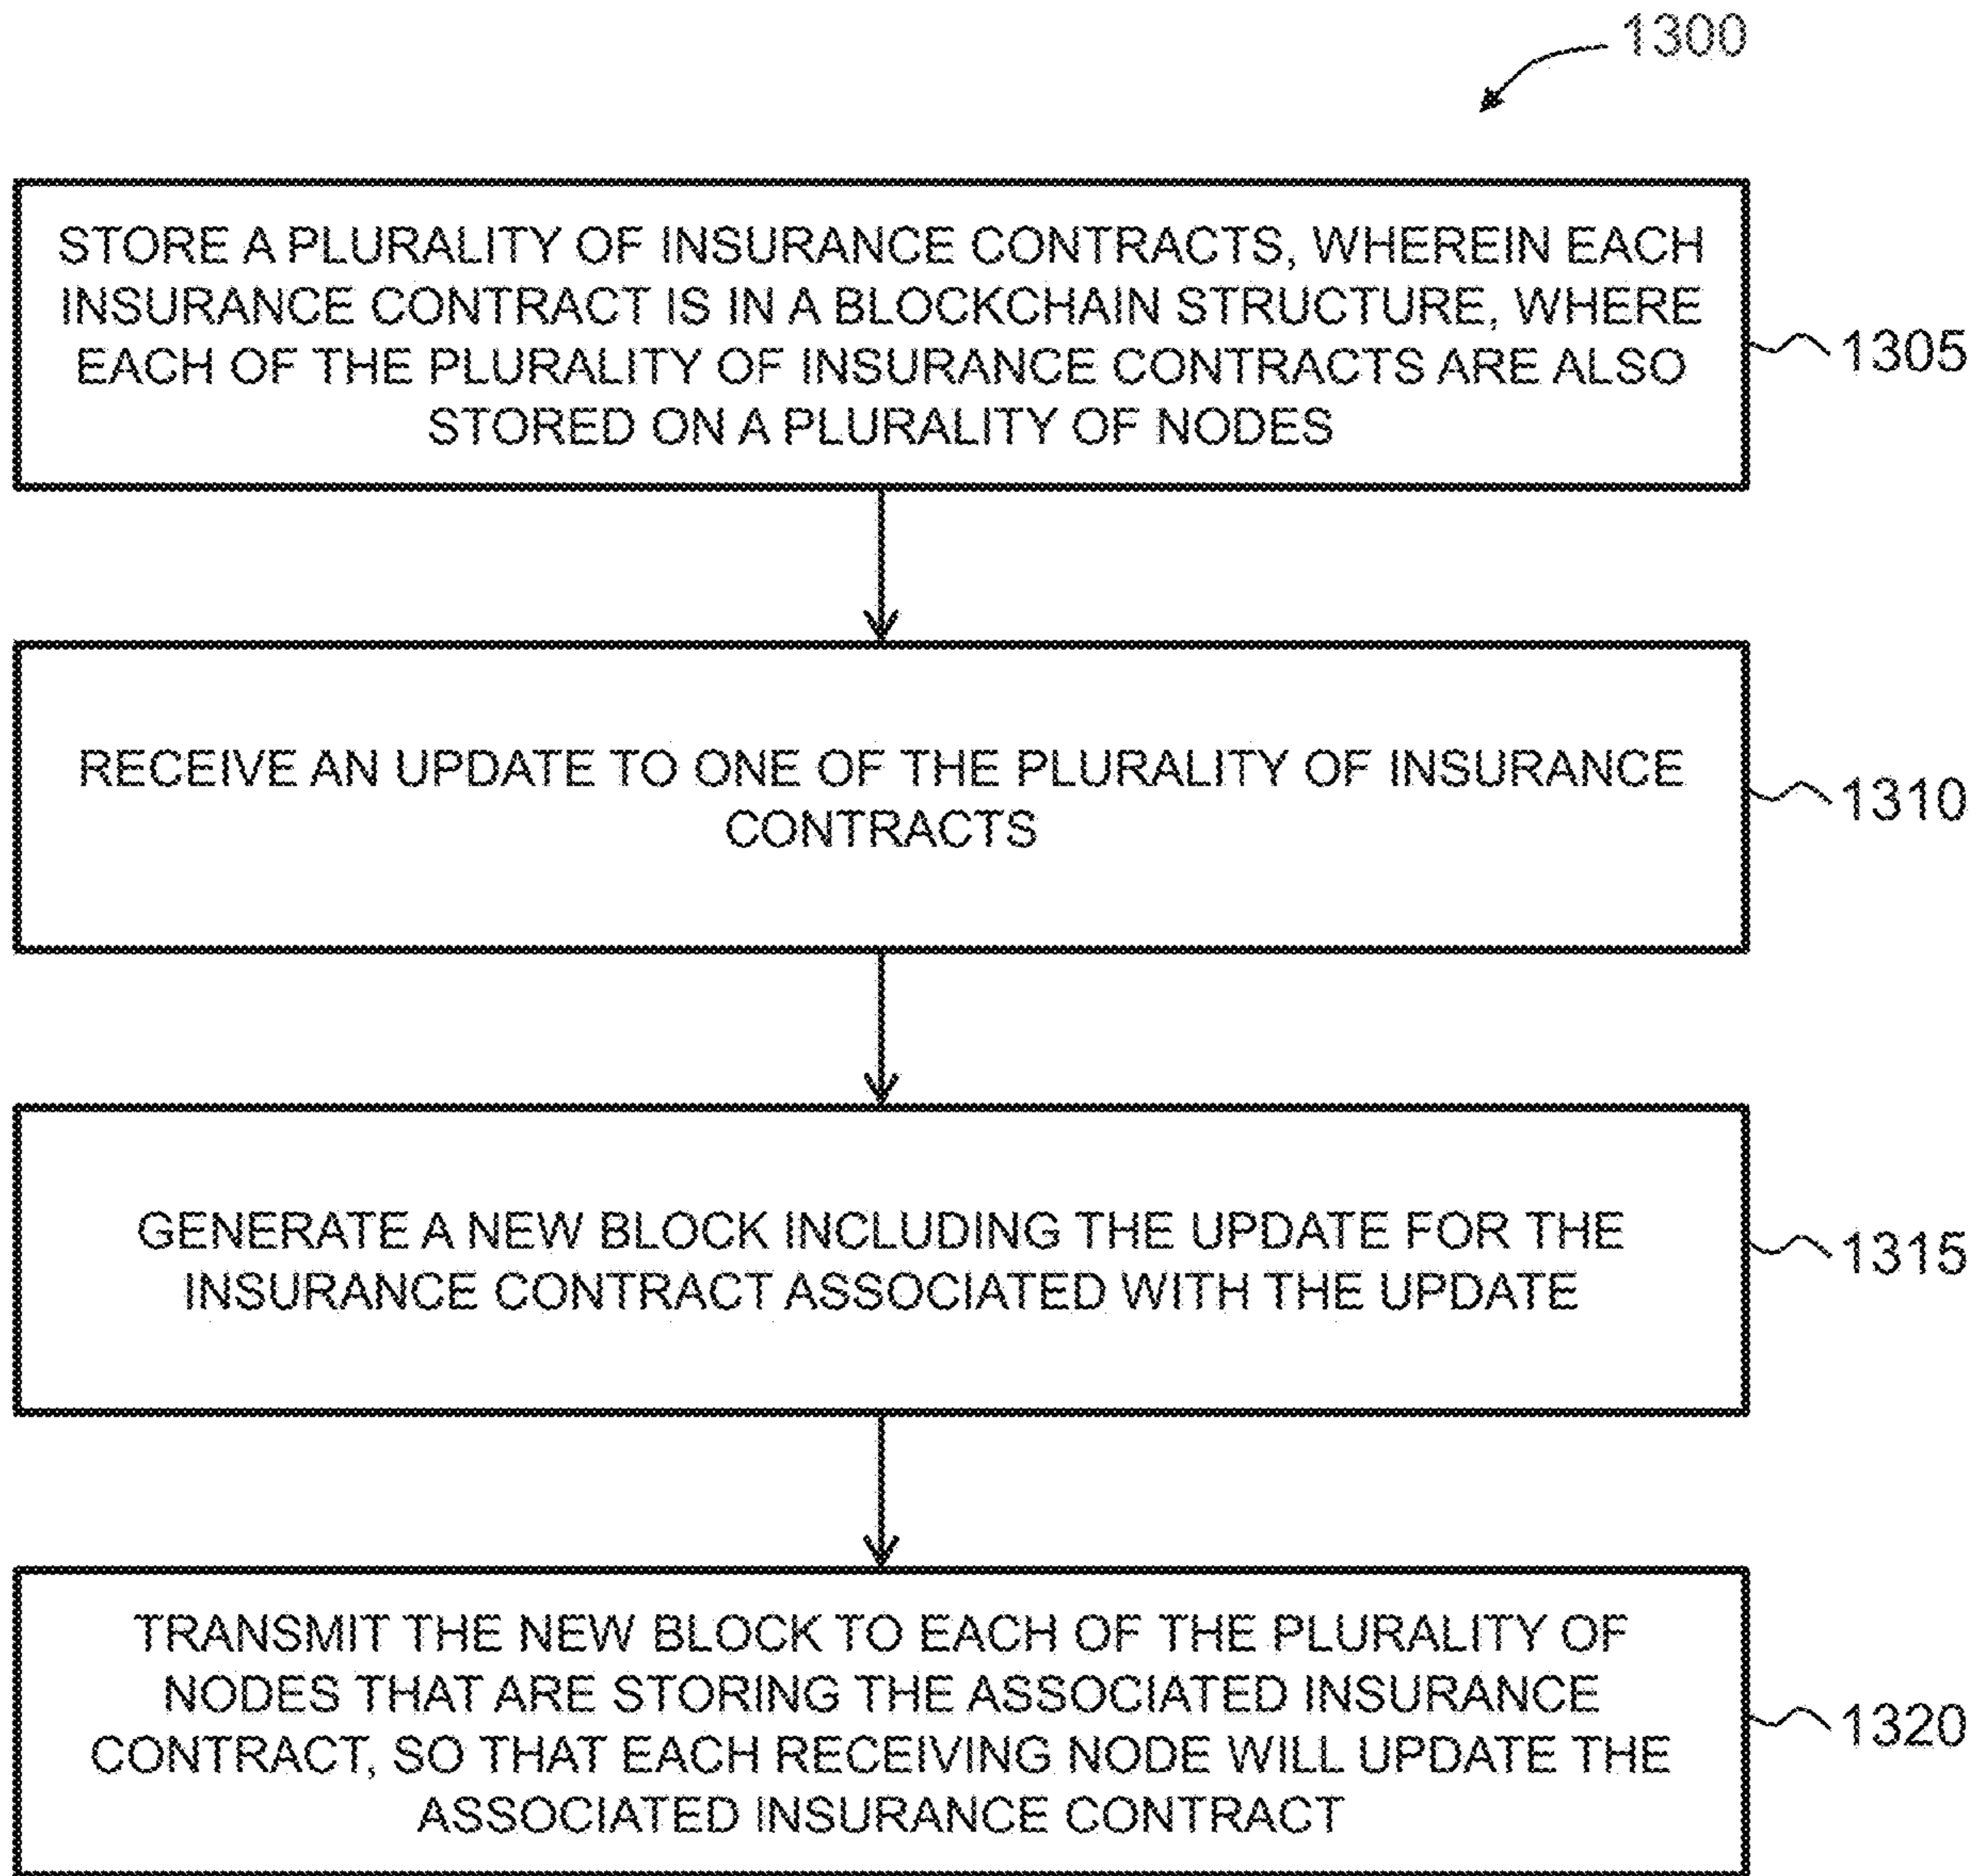 1300
STORE A PLURALITY OF INSURANCE CONTRACTS, WHEREIN EACH
INSURANCE CONTRACT IS IN A BLOCKCHAIN STRUCTURE, WHERE
EACH OF THE PLURALITY OF INSURANCE CONTRACTS ARE ALSO
STORED ON A PLURALITY OF NODES
1305
RECEIVE AN UPDATE TO ONE OF THE PLURALITY OF INSURANCE
CONTRACTS
1310
GENERATE A NEW BLOCK INCLUDING THE UPDATE FOR THE
INSURANCE CONTRACT ASSOCIATED WITH THE UPDATE
1315
TRANSMIT THE NEW BLOCK TO EACH OF THE PLURALITY OF
NODES THAT ARE STORING THE ASSOCIATED INSURANCE
CONTRACT, SO THAT EACH RECEIVING NODE WILL UPDATE THE
ASSOCIATED INSURANCE CONTRACT
1320